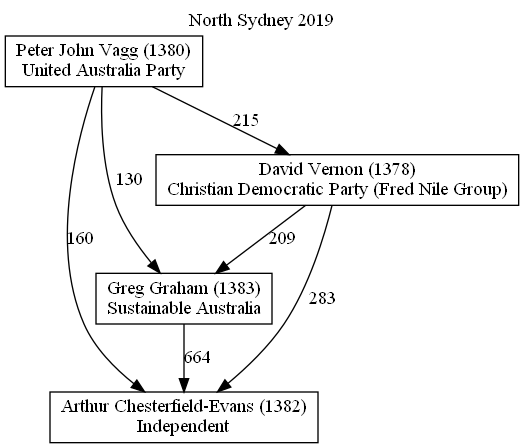 North Sydney 2019
Peter John Vagg (1380)
United Australia Party
215
David Vernon (1378)
Christian Democratic Party (Fred Nile Group)
130
160
209
Greg Graham (1383)
Sustainable Australia
283
664
Arthur Chesterfield-Evans (1382)
Independent